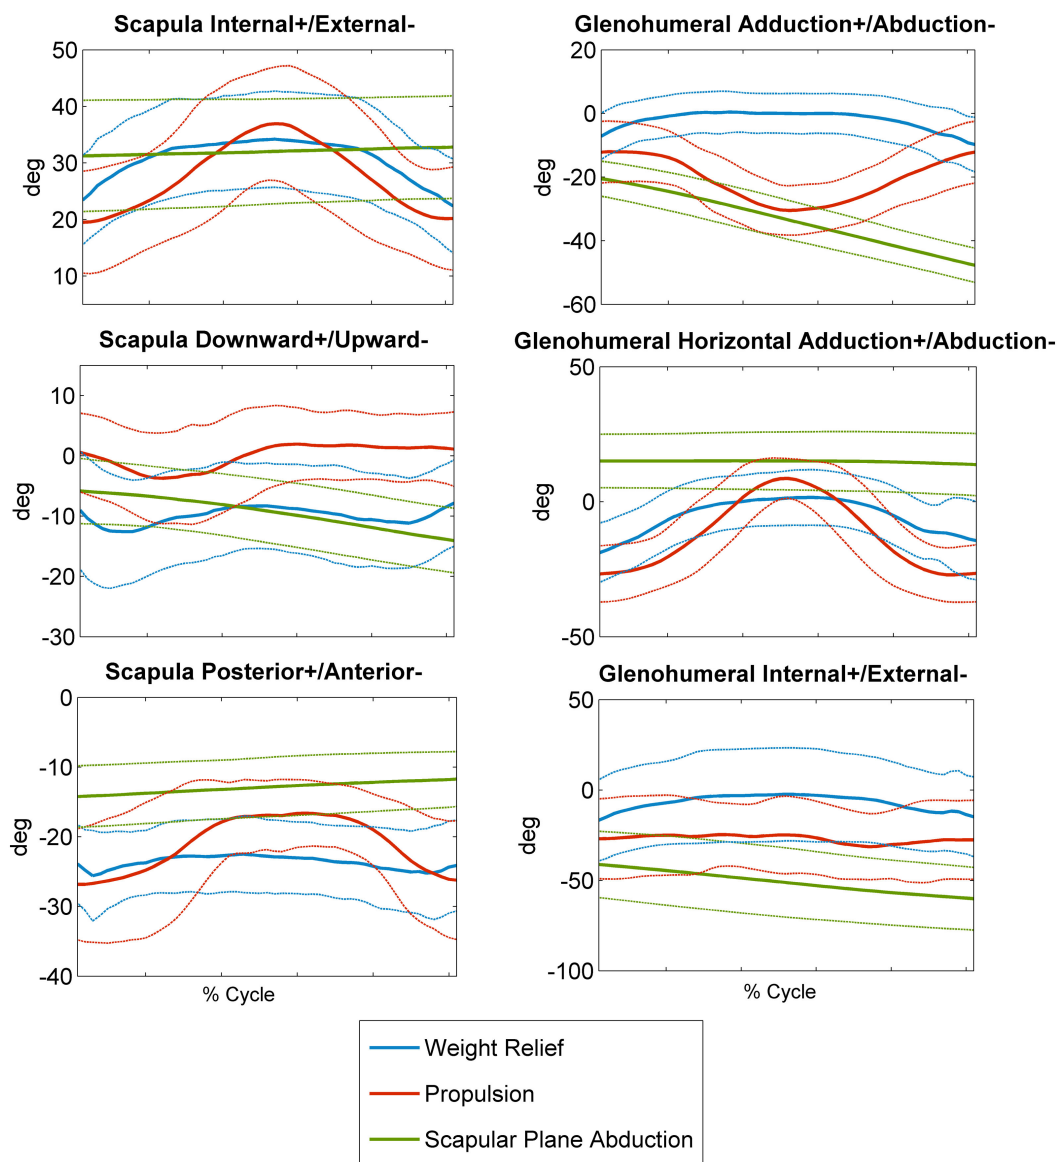 Scapula Internal+/External-
50
40
30
20
10
deg
Glenohumeral Adduction+/Abduction-
20
0
-20
-40
-60
deg
Scapula Downward+/Upward-
10
0
-10
-20
-30
deg
Glenohumeral Horizontal Adduction+/Abduction-
50
0
-50
deg
Scapula Posterior+/Anterior-
0
-10
-20
-30
-40
deg
% Cycle
Glenohumeral Internal+/External-
50
0
-50
-100
deg
% Cycle
Weight Relief
Propulsion
Scapular Plane Abduction